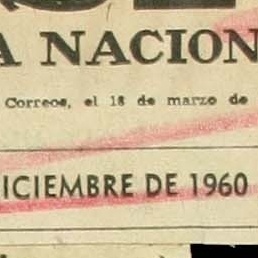 A NACION
Correos, el 18 de marzo de
ICIEMBRE DE 1960